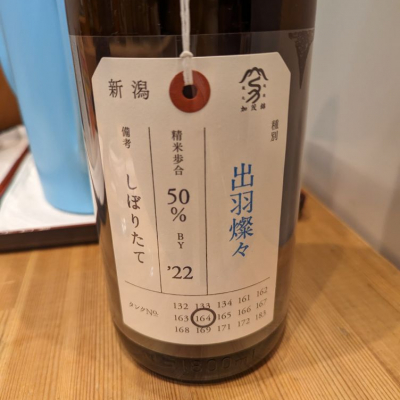 新潟
加茂錦
種別
出羽燦々
精米歩合
50%
BY
'22
備考
しぼりたて
タンクNO.
132 133 134 161 162
163 164 165 166 167
168 169 171 172 183